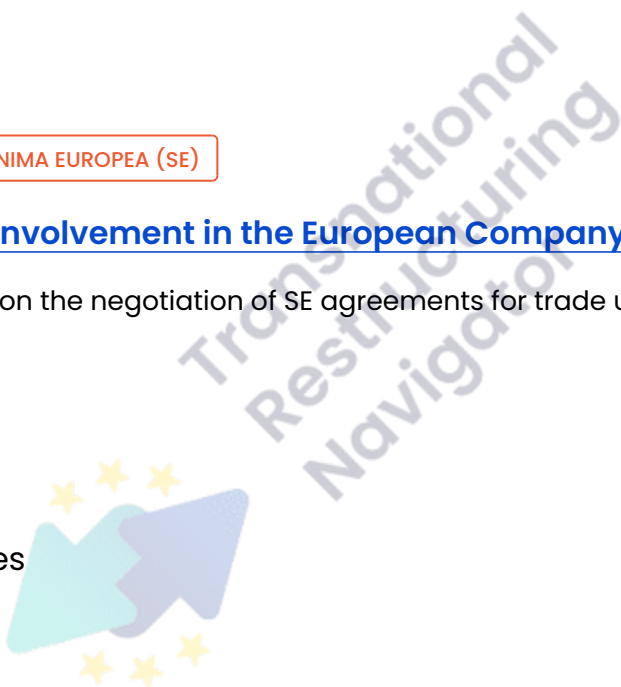 NIMA EUROPEA (SE)
nvolvement in the European Company
on the negotiation of SE agreements for trade u
es
Transnational
Restructuring
Navigator